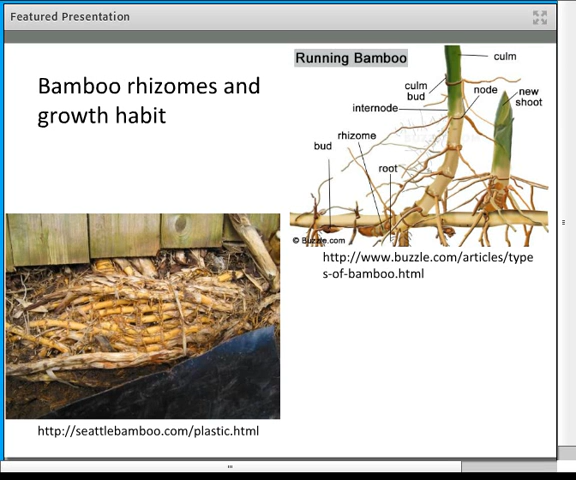 Featured Presentation
Bamboo rhizomes and
growth habit
Running Bamboo
culm
culm
bud
node
new
shoot
internode
rhizome
bud
root
© Buzzle.com
http://www.buzzle.com/articles/type
s-of-bamboo.html
http://seattlebamboo.com/plastic.html